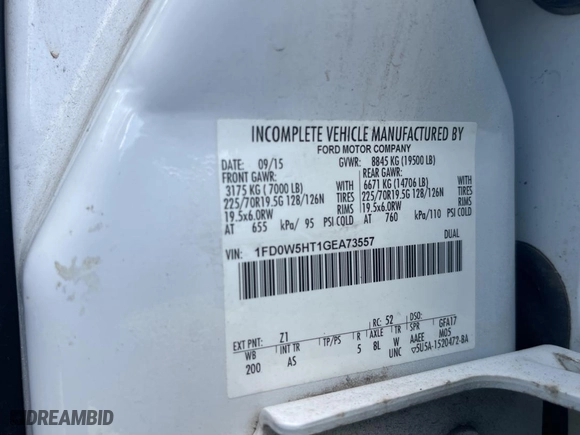 INCOMPLETE VEHICLE MANUFACTURED BY
FORD MOTOR COMPANY
DATE: 09/15 GVWR: 8845 KG (19500 LB)
FRONT GAWR: REAR GAWR:
3175 KG (7000 LB) WITH 6671 KG (14706 LB) WITH
225/70R19.5G 128/126N TIRES 225/70R19.5G 128/126N TIRES
19.5x6.0RW RIMS 19.5x6.0RW RIMS
AT 655 kPa/ 95 PSI COLD AT 760 kPa/110 PSI COLD
VIN: 1FD0W5HT1GEA73557 DUAL
EXT PNT: Z1 RC: 52 DSO:
WB INT TR TP/PS R AXLE TR SPR GFA17
200 AS 5 BL W AAEE M05
UNC ▽5U5A-1520472-BA
DREAMBID